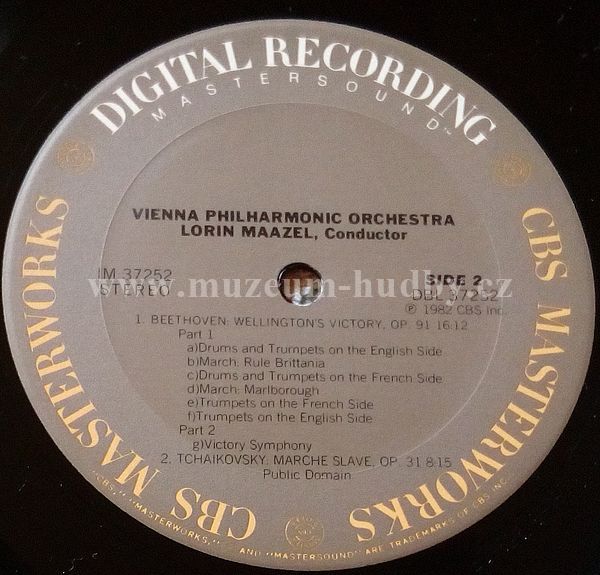 DIGITAL RECORDING
MASTERSOUND™
VIENNA PHILHARMONIC ORCHESTRA
LORIN MAAZEL, Conductor
IM 37252
STEREO
SIDE 2
DBL 37252
℗ 1982 CBS Inc.
www.muzeum-hudby.cz
1. BEETHOVEN: WELLINGTON'S VICTORY, OP. 91 16:12
Part 1
a)Drums and Trumpets on the English Side
b)March: Rule Brittania
c)Drums and Trumpets on the French Side
d)March: Marlborough
e)Trumpets on the French Side
f)Trumpets on the English Side
Part 2
g)Victory Symphony
2. TCHAIKOVSKY: MARCHE SLAVE, OP. 31 8:15
Public Domain
CBS MASTERWORKS
CBS MASTERWORKS
"CBS," "MASTERWORKS," AND "MASTERSOUND" ARE TRADEMARKS OF CBS INC.